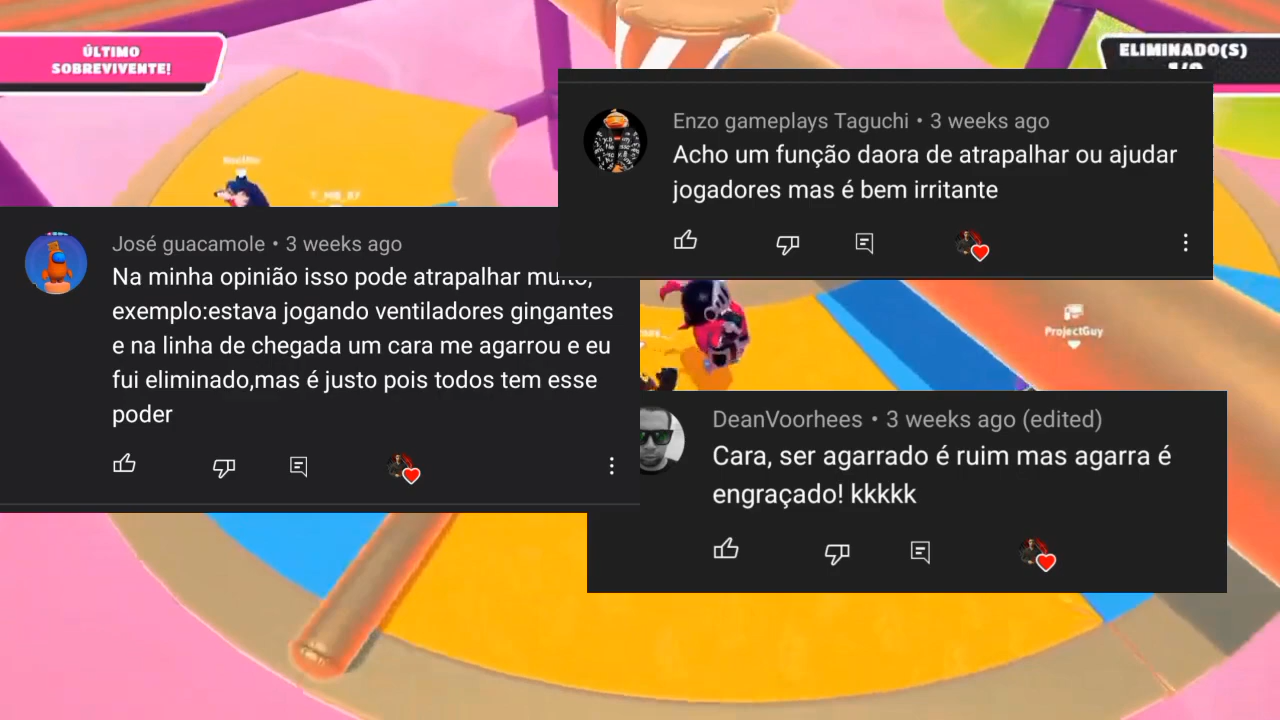 ÚLTIMO
SOBREVIVENTE!
ELIMINADO(S)
Enzo gameplays Taguchi • 3 weeks ago
Acho um função daora de atrapalhar ou ajudar
jogadores mas é bem irritante
José guacamole • 3 weeks ago
Na minha opinião isso pode atrapalhar muito,
exemplo:estava jogando ventiladores gingantes
e na linha de chegada um cara me agarrou e eu
fui eliminado,mas é justo pois todos tem esse
poder
ProjectGuy
DeanVoorhees • 3 weeks ago (edited)
Cara, ser agarrado é ruim mas agarra é
engraçado! kkkkk